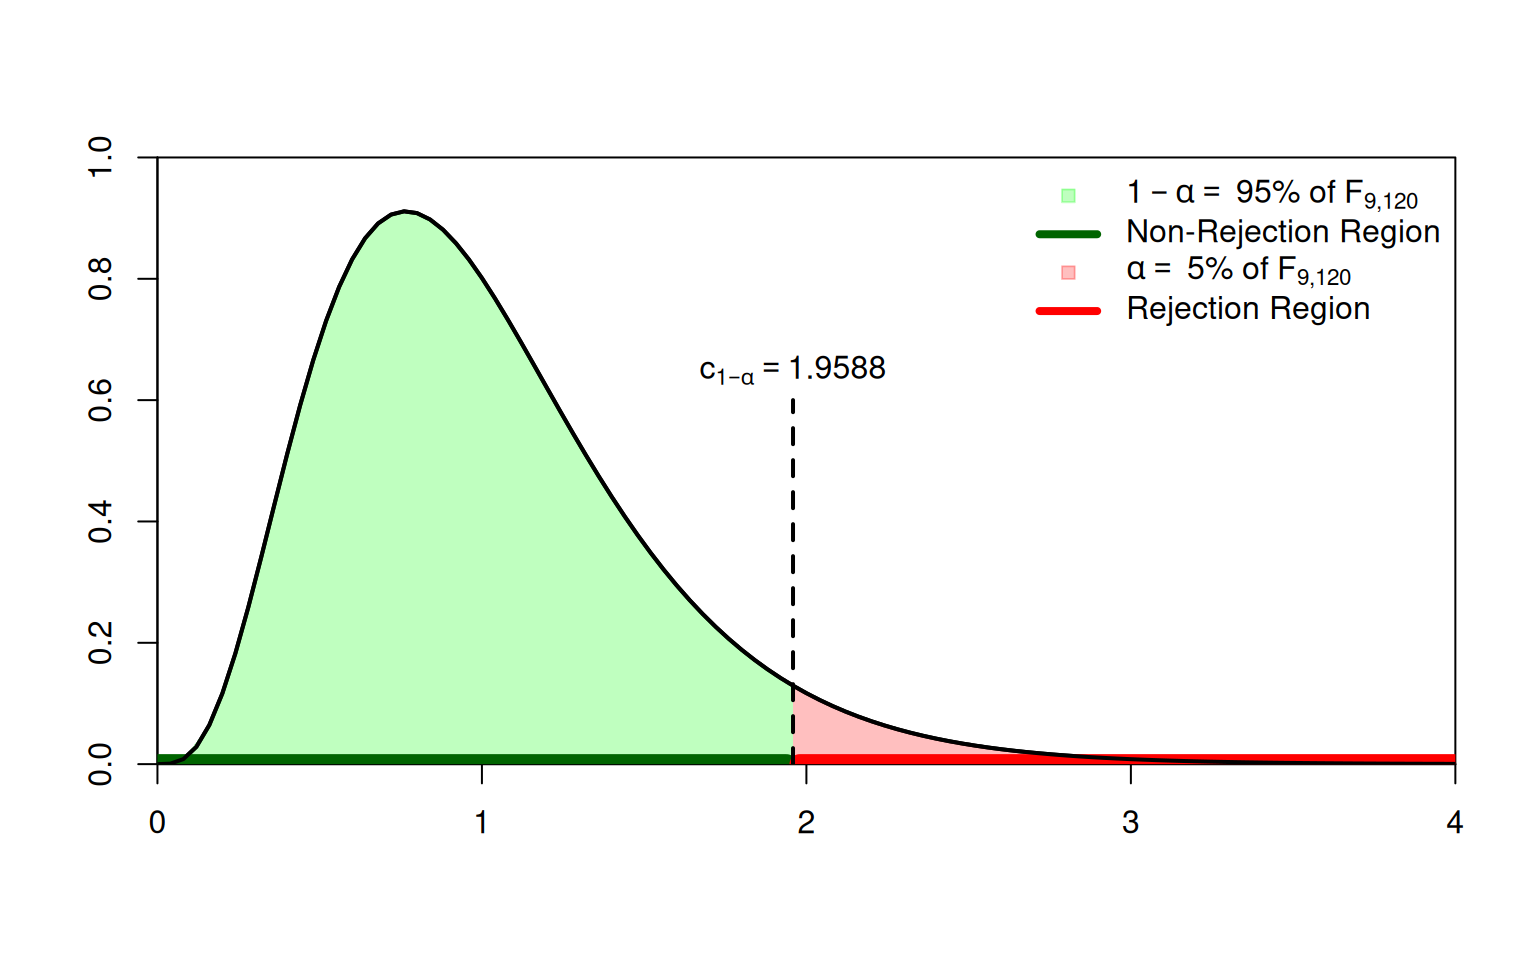 1 − α = 95% of F9,120
Non-Rejection Region
α = 5% of F9,120
Rejection Region
c1−α = 1.9588
1.0
0.8
0.6
0.4
0.2
0.0
0 1 2 3 4